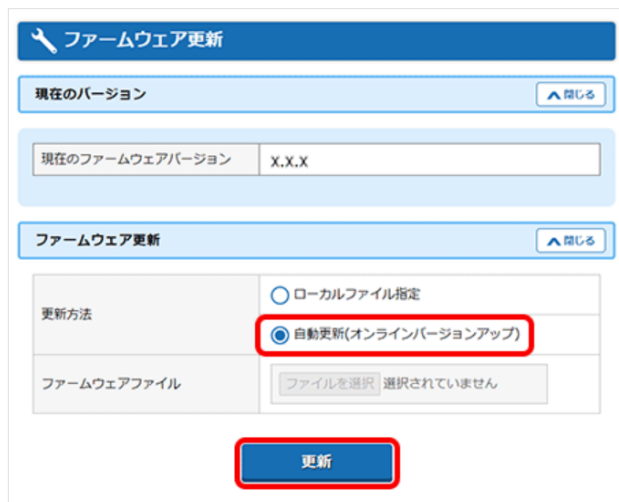 ファームウェア更新
現在のバージョン
閉じる
現在のファームウェアバージョン
X.X.X
ファームウェア更新
閉じる
更新方法
ローカルファイル指定
自動更新(オンラインバージョンアップ)
ファームウェアファイル
ファイルを選択 選択されていません
更新